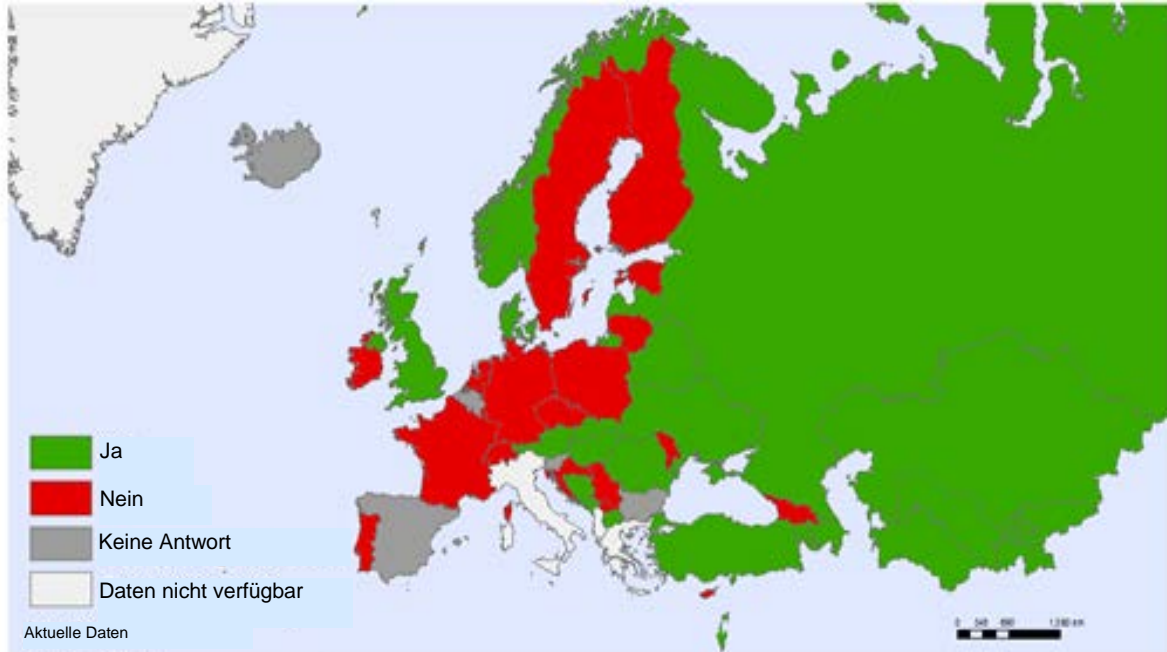 Ja
Nein
Keine Antwort
Daten nicht verfügbar
Aktuelle Daten